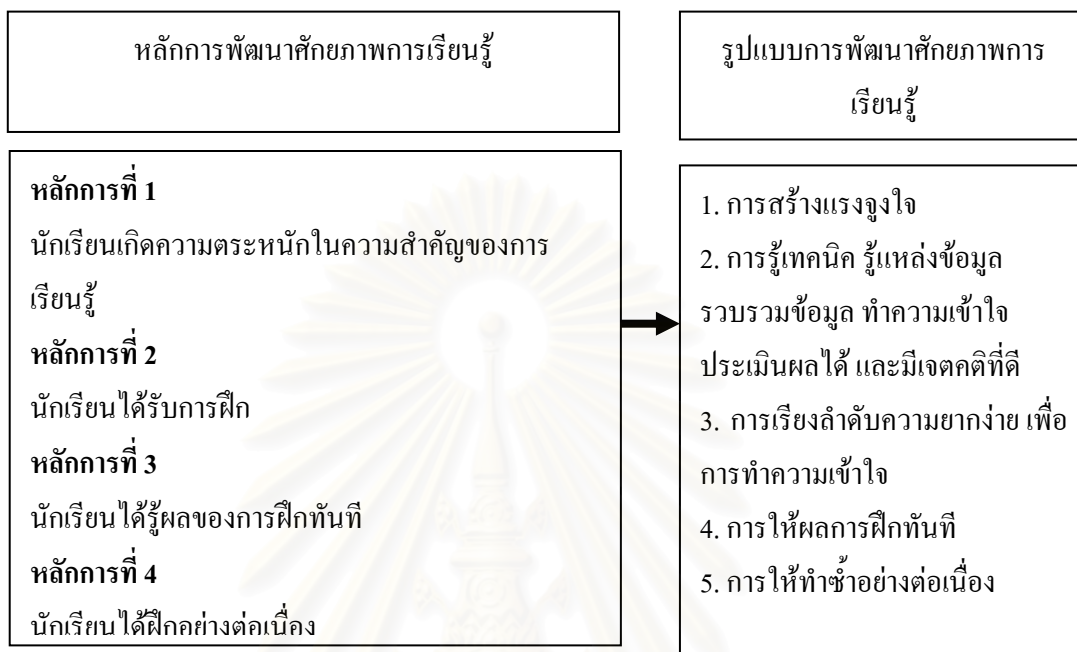 หลักการพัฒนาศักยภาพการเรียนรู้
รูปแบบการพัฒนาศักยภาพการ
เรียนรู้
หลักการที่ 1
นักเรียนเกิดความตระหนักในความสำคัญของการ
เรียนรู้
หลักการที่ 2
นักเรียนได้รับการฝึก
หลักการที่ 3
นักเรียนได้รู้ผลของการฝึกทันที
หลักการที่ 4
นักเรียนได้ฝึกอย่างต่อเนื่อง
1. การสร้างแรงจูงใจ
2. การรู้เทคนิค รู้แหล่งข้อมูล
รวบรวมข้อมูล ทำความเข้าใจ
ประเมินผลได้ และมีเจตคติที่ดี
3. การเรียงลำดับความยากง่าย เพื่อ
การทำความเข้าใจ
4. การให้ผลการฝึกทันที
5. การให้ทำซ้ำอย่างต่อเนื่อง